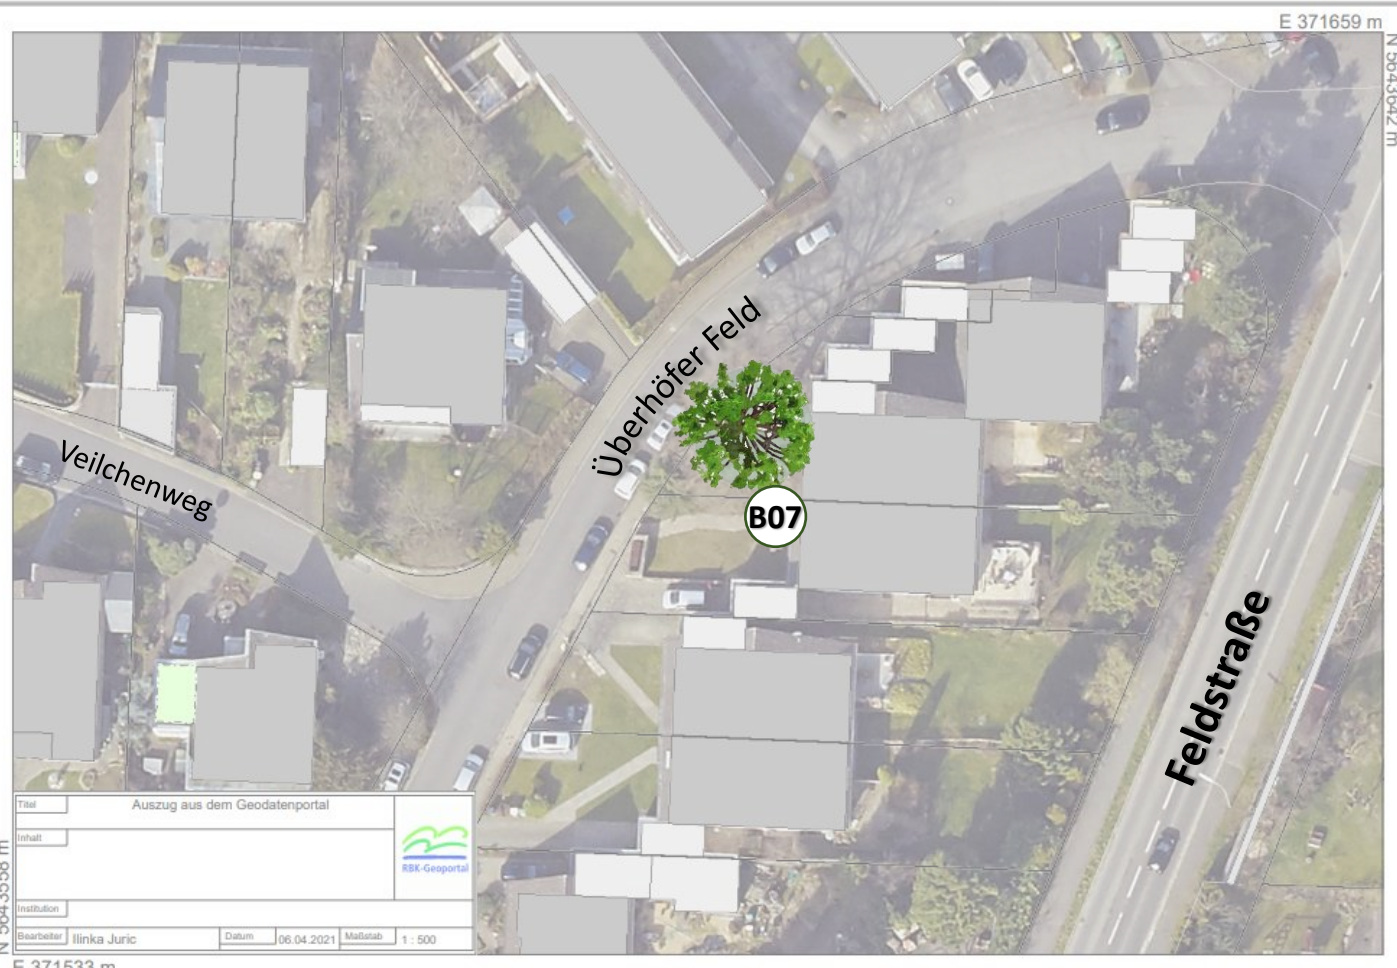 E 371659 m
N 5643642 m
Überhöfer Feld
Veilchenweg
B07
Feldstraße
Titel
Auszug aus dem Geodatenportal
Inhalt
RBK-Geoportal
Institution
Bearbeiter
Ilinka Juric
Datum
06.04.2021
Maßstab
1 : 500
N 5643558 m
E 371533 m